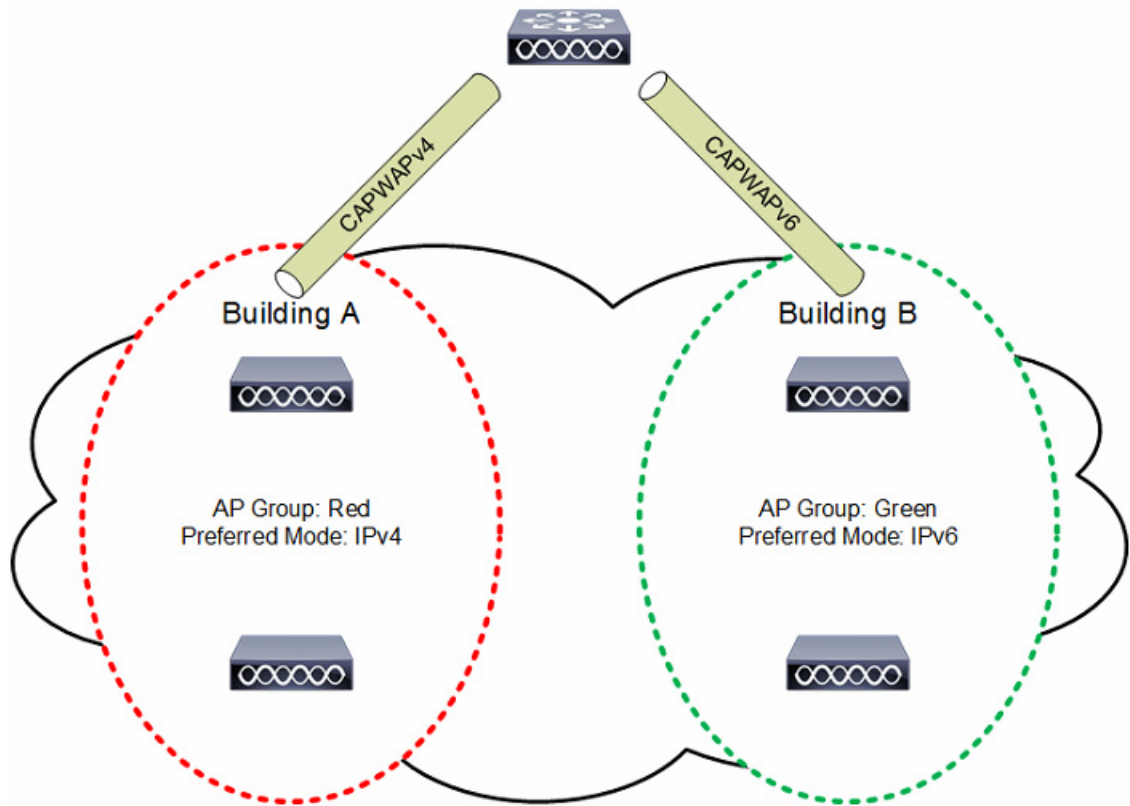 CAPWAPv4
CAPWAPv6
Building A
Building B
AP Group: Red
Preferred Mode: IPv4
AP Group: Green
Preferred Mode: IPv6